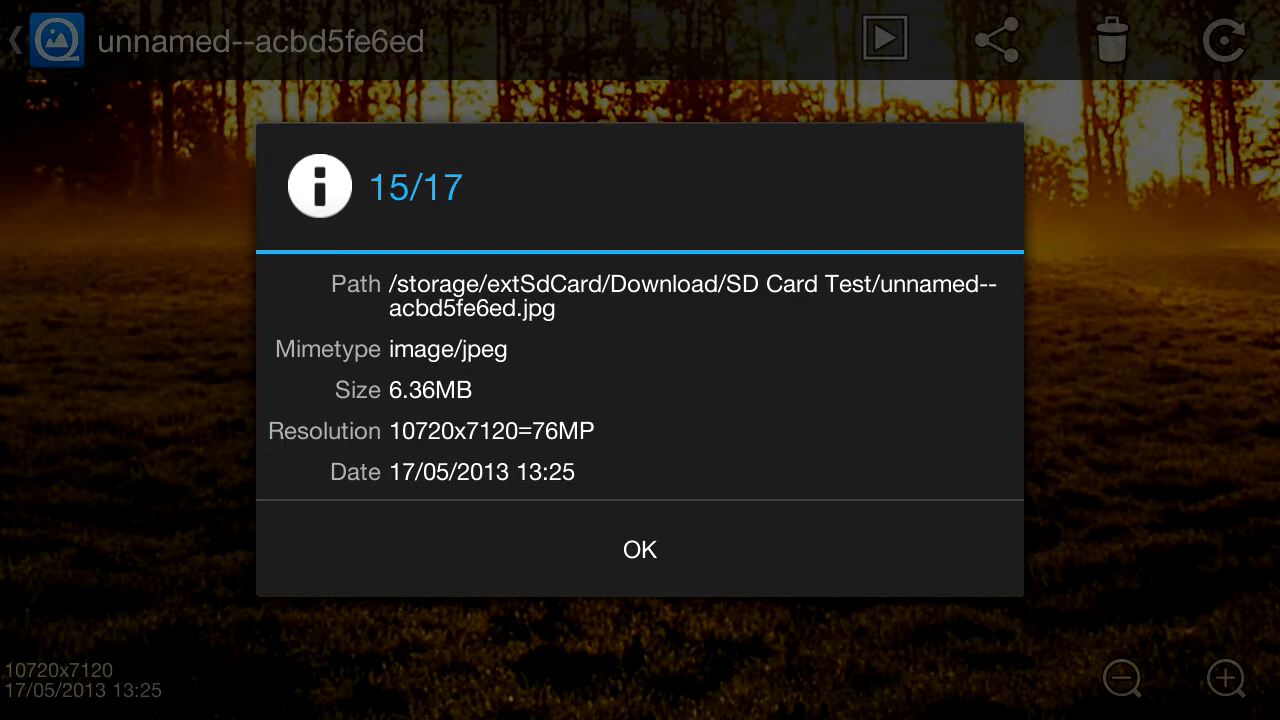 unnamed--acbd5fe6ed
15/17
Path /storage/extSdCard/Download/SD Card Test/unnamed--
acbd5fe6ed.jpg
Mimetype image/jpeg
Size 6.36MB
Resolution 10720x7120=76MP
Date 17/05/2013 13:25
OK
10720x7120
17/05/2013 13:25